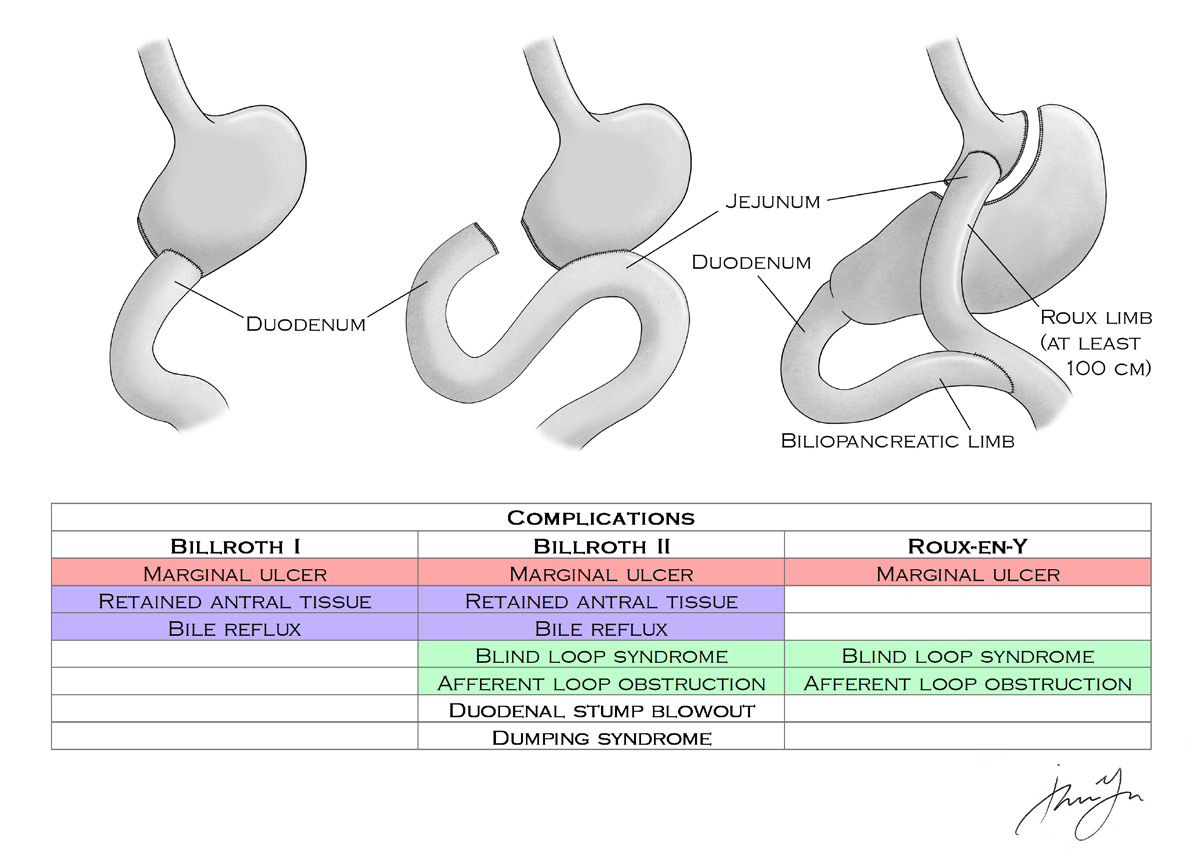 Jejunum
Duodenum
Duodenum
Roux limb
(at least
100 cm)
Biliopancreatic limb
Complications
Billroth I Billroth II Roux-en-Y
Marginal ulcer Marginal ulcer Marginal ulcer
Retained antral tissue Retained antral tissue
Bile reflux Bile reflux
Blind loop syndrome Blind loop syndrome
Afferent loop obstruction Afferent loop obstruction
Duodenal stump blowout
Dumping syndrome